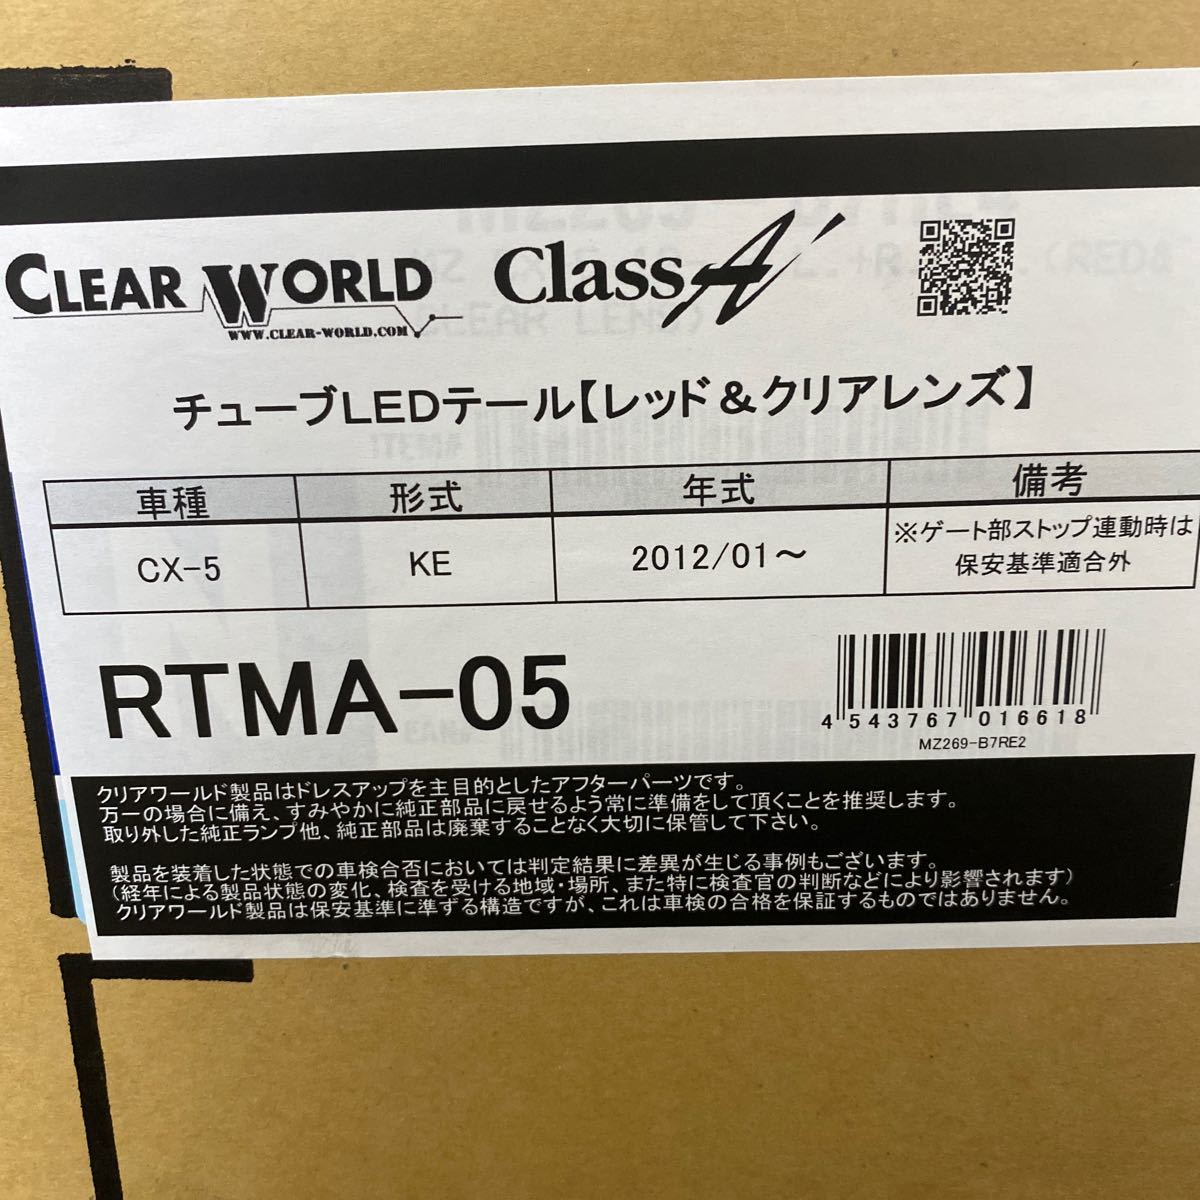 CLEAR WORLD
WWW.CLEAR-WORLD.COM
Class A'
チューブLEDテール【レッド＆クリアレンズ】
車種 形式 年式 備考
CX-5 KE 2012/01～ ※ゲート部ストップ連動時は
保安基準適合外
RTMA-05
4 543767 016618
MZ269-B7RE2
クリアワールド製品はドレスアップを主目的としたアフターパーツです。
万一の場合に備え、すみやかに純正部品に戻せるよう常に準備をして頂くことを推奨します。
取り外した純正ランプ他、純正部品は廃棄することなく大切に保管して下さい。
製品を装着した状態での車検合否においては判定結果に差異が生じる事例もございます。
（経年による製品状態の変化、検査を受ける地域・場所、また特に検査官の判断などにより影響されます）
クリアワールド製品は保安基準に準ずる構造ですが、これは車検の合格を保証するものではありません。